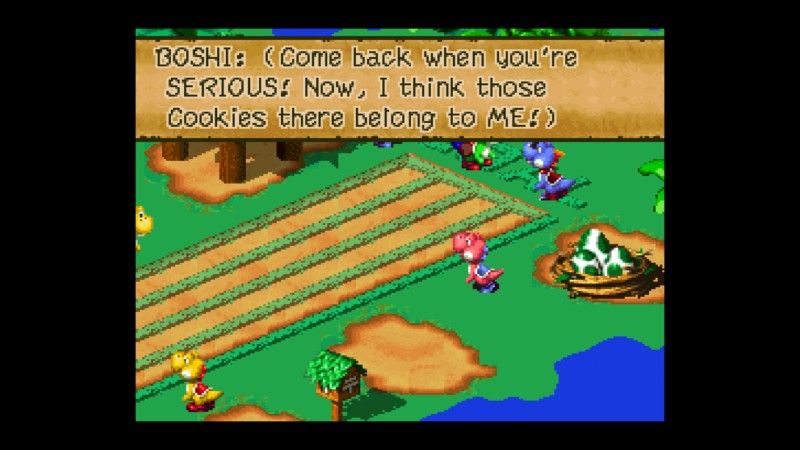 BOSHI: (Come back when you're
SERIOUS! Now, I think those
Cookies there belong to ME!)